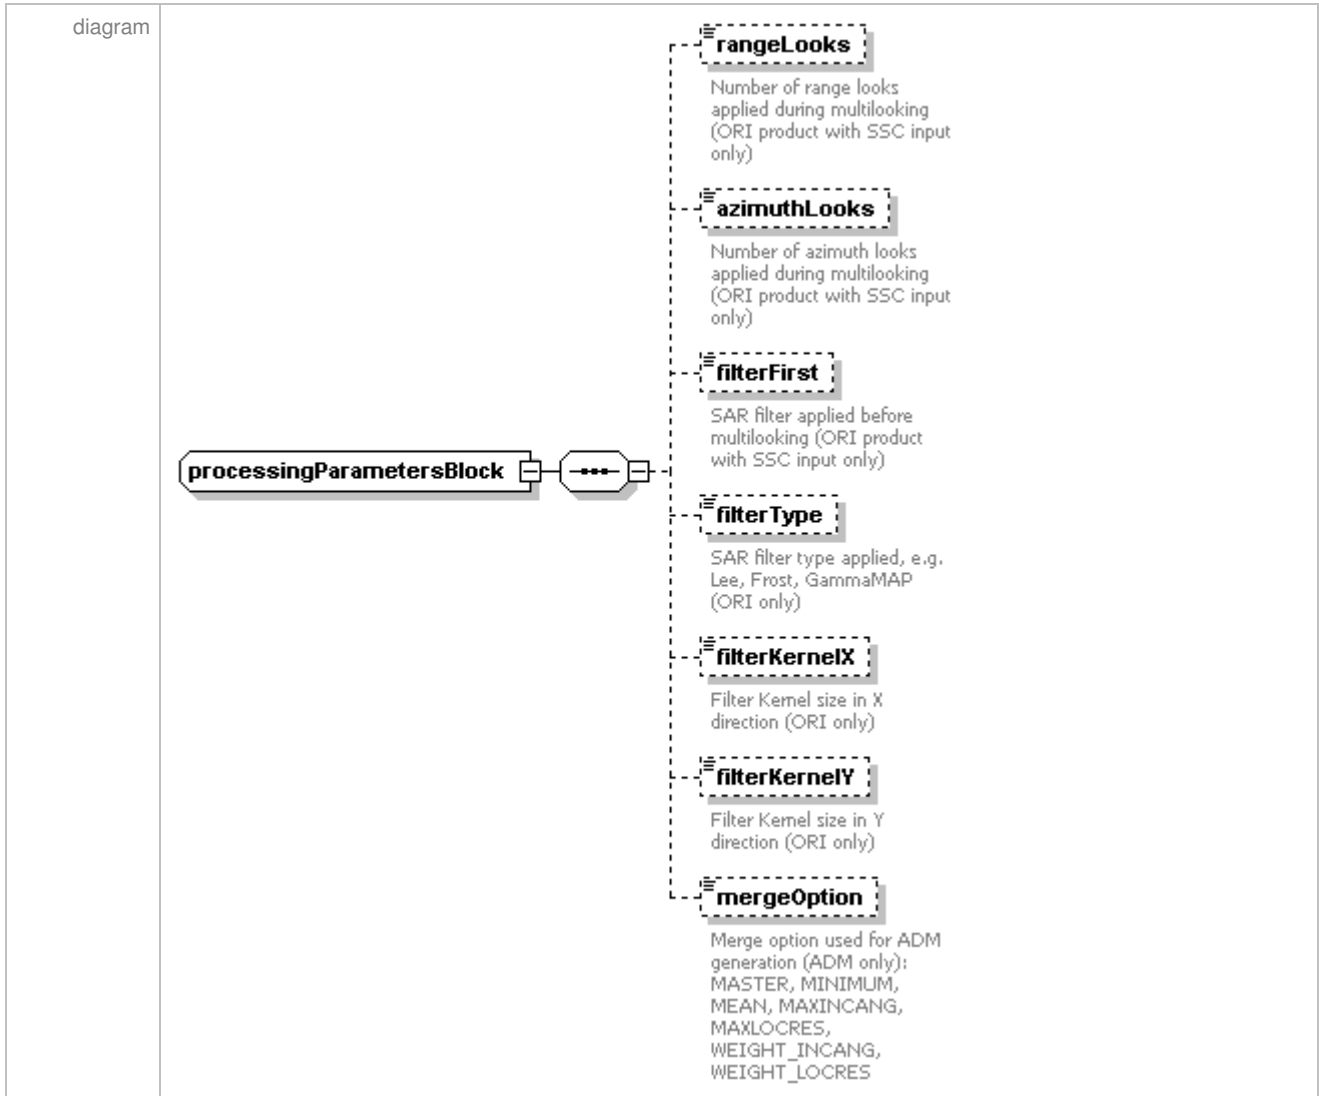 diagram
rangeLooks
Number of range looks
applied during multilooking
(ORI product with SSC input
only)
azimuthLooks
Number of azimuth looks
applied during multilooking
(ORI product with SSC input
only)
filterFirst
SAR filter applied before
multilooking (ORI product
with SSC input only)
processingParametersBlock
filterType
SAR filter type applied, e.g.
Lee, Frost, GammaMAP
(ORI only)
filterKernelX
Filter Kernel size in X
direction (ORI only)
filterKernelY
Filter Kernel size in Y
direction (ORI only)
mergeOption
Merge option used for ADM
generation (ADM only):
MASTER, MINIMUM,
MEAN, MAXINCANG,
MAXLOCRES,
WEIGHT_INCANG,
WEIGHT_LOCRES